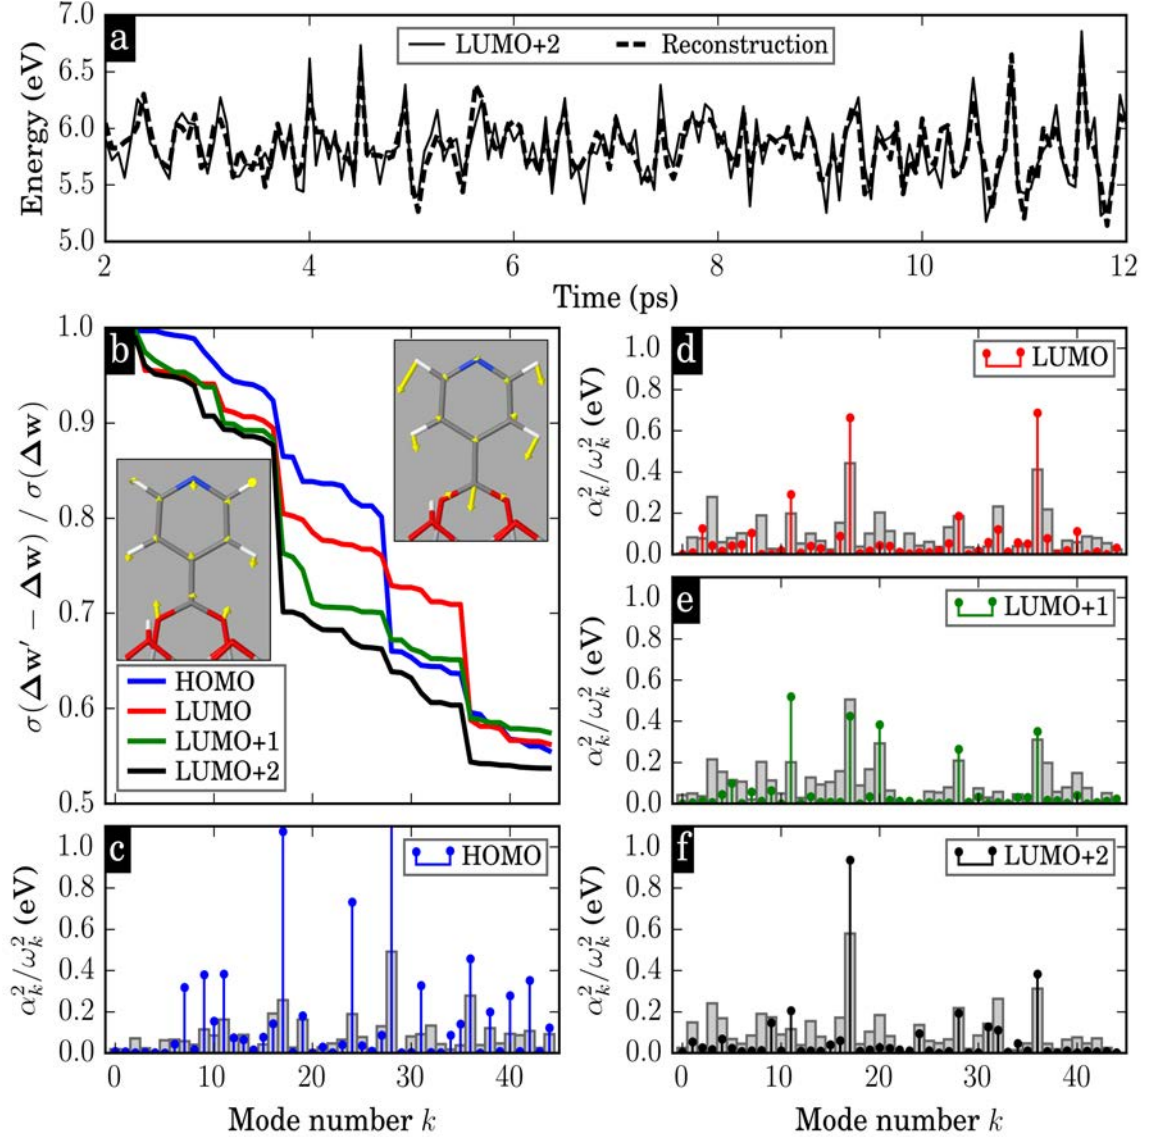 a
LUMO+2
Reconstruction
Energy (eV)
7.0
6.5
6.0
5.5
5.0
2
4
6
8
10
12
Time (ps)
b
σ(Δw′ − Δw) / σ(Δw)
1.0
0.9
0.8
0.7
0.6
0.5
HOMO
LUMO
LUMO+1
LUMO+2
c
HOMO
α²ₖ/ω²ₖ (eV)
1.0
0.8
0.6
0.4
0.2
0.0
0
10
20
30
40
Mode number k
d
LUMO
α²ₖ/ω²ₖ (eV)
1.0
0.8
0.6
0.4
0.2
0.0
e
LUMO+1
α²ₖ/ω²ₖ (eV)
1.0
0.8
0.6
0.4
0.2
0.0
f
LUMO+2
α²ₖ/ω²ₖ (eV)
1.0
0.8
0.6
0.4
0.2
0.0
0
10
20
30
40
Mode number k